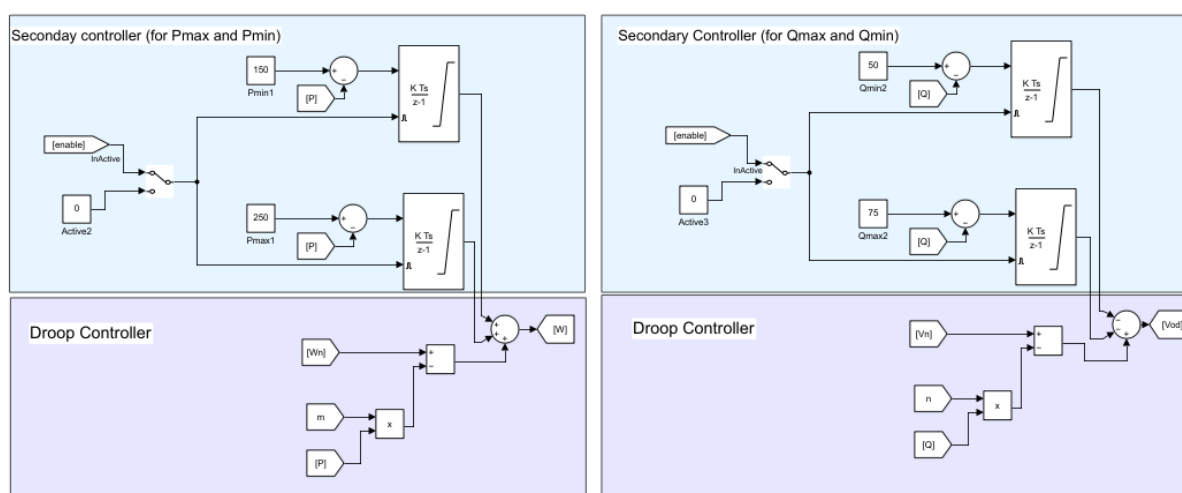 Seconday controller (for Pmax and Pmin)
150
Pmin1
[P]
K Ts
z-1
[enable]
InActive
0
Active2
250
Pmax1
[P]
K Ts
z-1
Droop Controller
[W]
[Wn]
m
x
[P]
Secondary Controller (for Qmax and Qmin)
50
Qmin2
[Q]
K Ts
z-1
[enable]
InActive
0
Active3
75
Qmax2
[Q]
K Ts
z-1
Droop Controller
[Vod]
[Vn]
n
x
[Q]